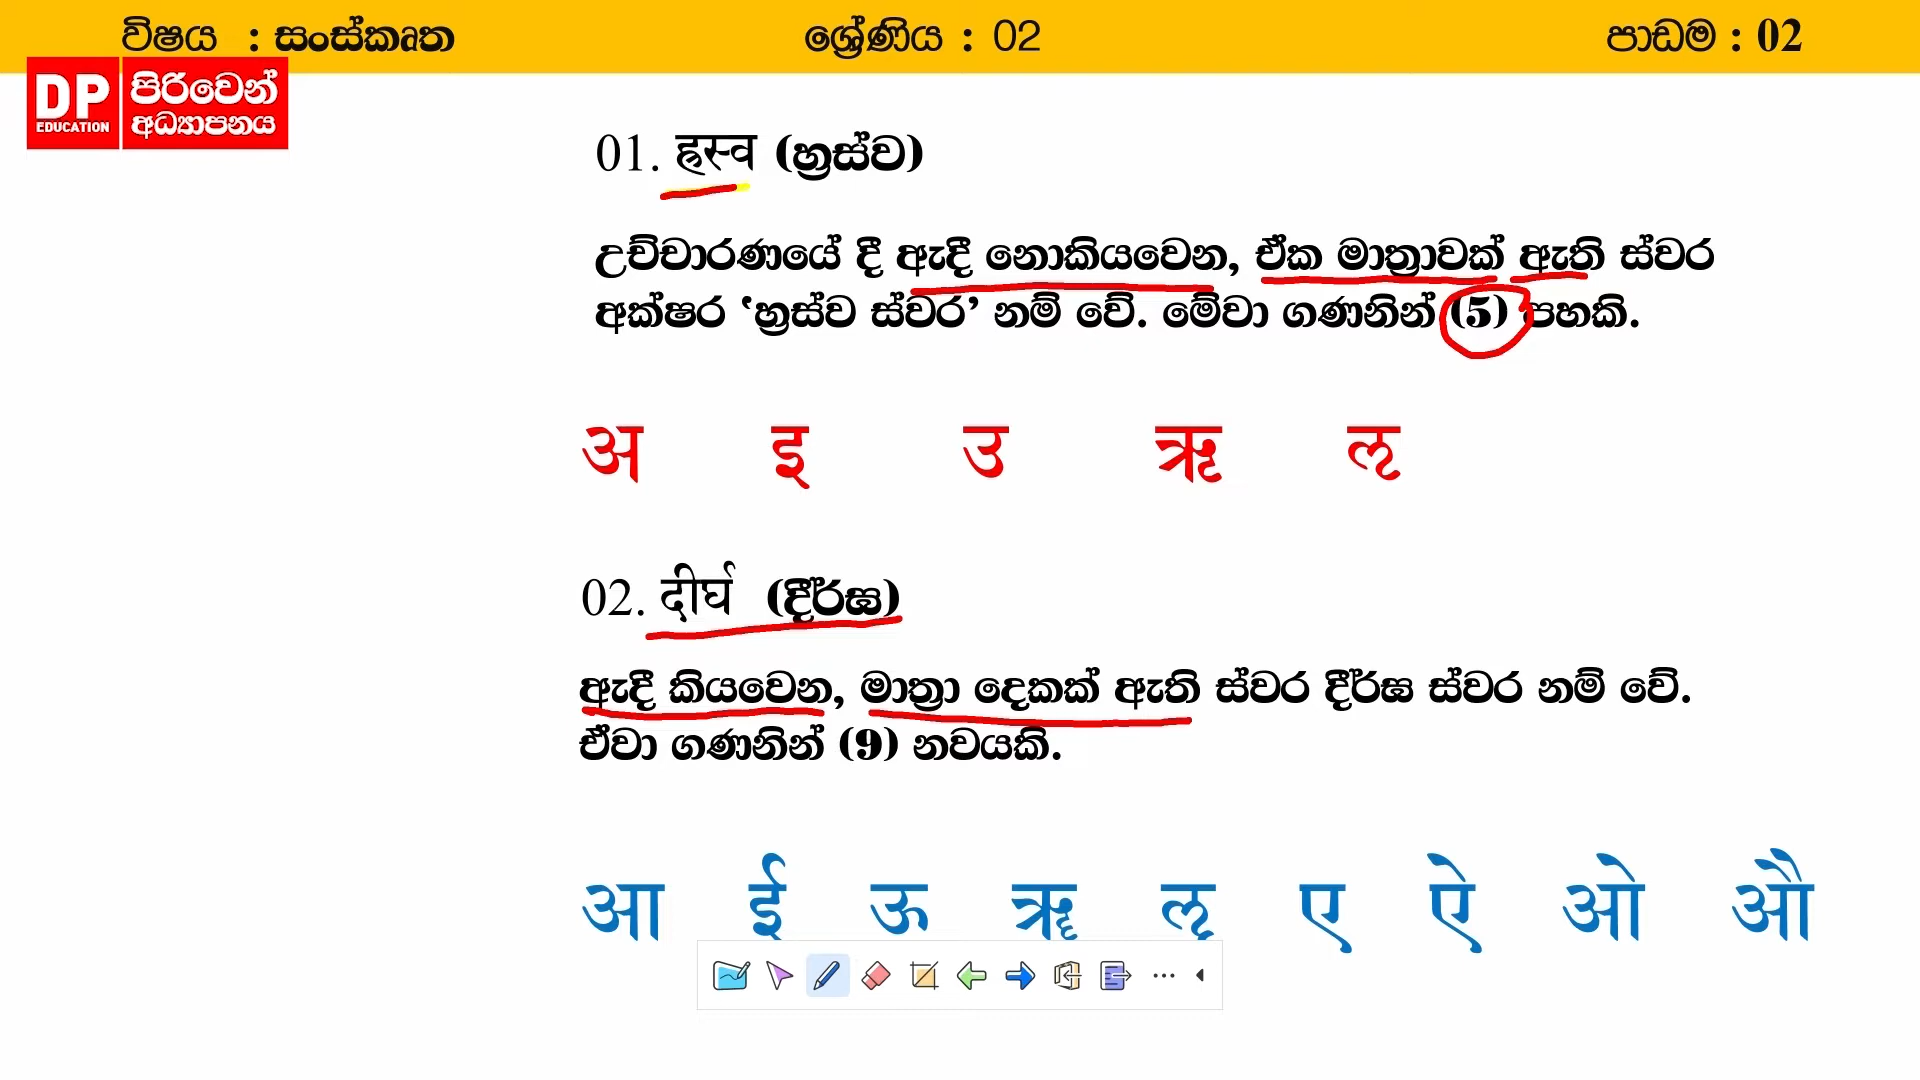 විෂය : සංස්කෘත ශ්‍රේණිය : 02 පාඩම : 02
DP EDUCATION පිරිවෙන් අධ්‍යාපනය
01. ह्रस्व (හ්‍රස්ව)
උච්චාරණයේ දී ඇදී නොකියවෙන, ඒක මාත්‍රාවක් ඇති ස්වර
අක්ෂර ‘හ්‍රස්ව ස්වර’ නම් වේ. මේවා ගණනින් (5) පහකි.
अ इ उ ऋ ऌ
02. दीर्घ (දීර්ඝ)
ඇදී කියවෙන, මාත්‍රා දෙකක් ඇති ස්වර දීර්ඝ ස්වර නම් වේ.
ඒවා ගණනින් (9) නවයකි.
आ ई ऊ ॠ ॡ ए ऐ ओ औ